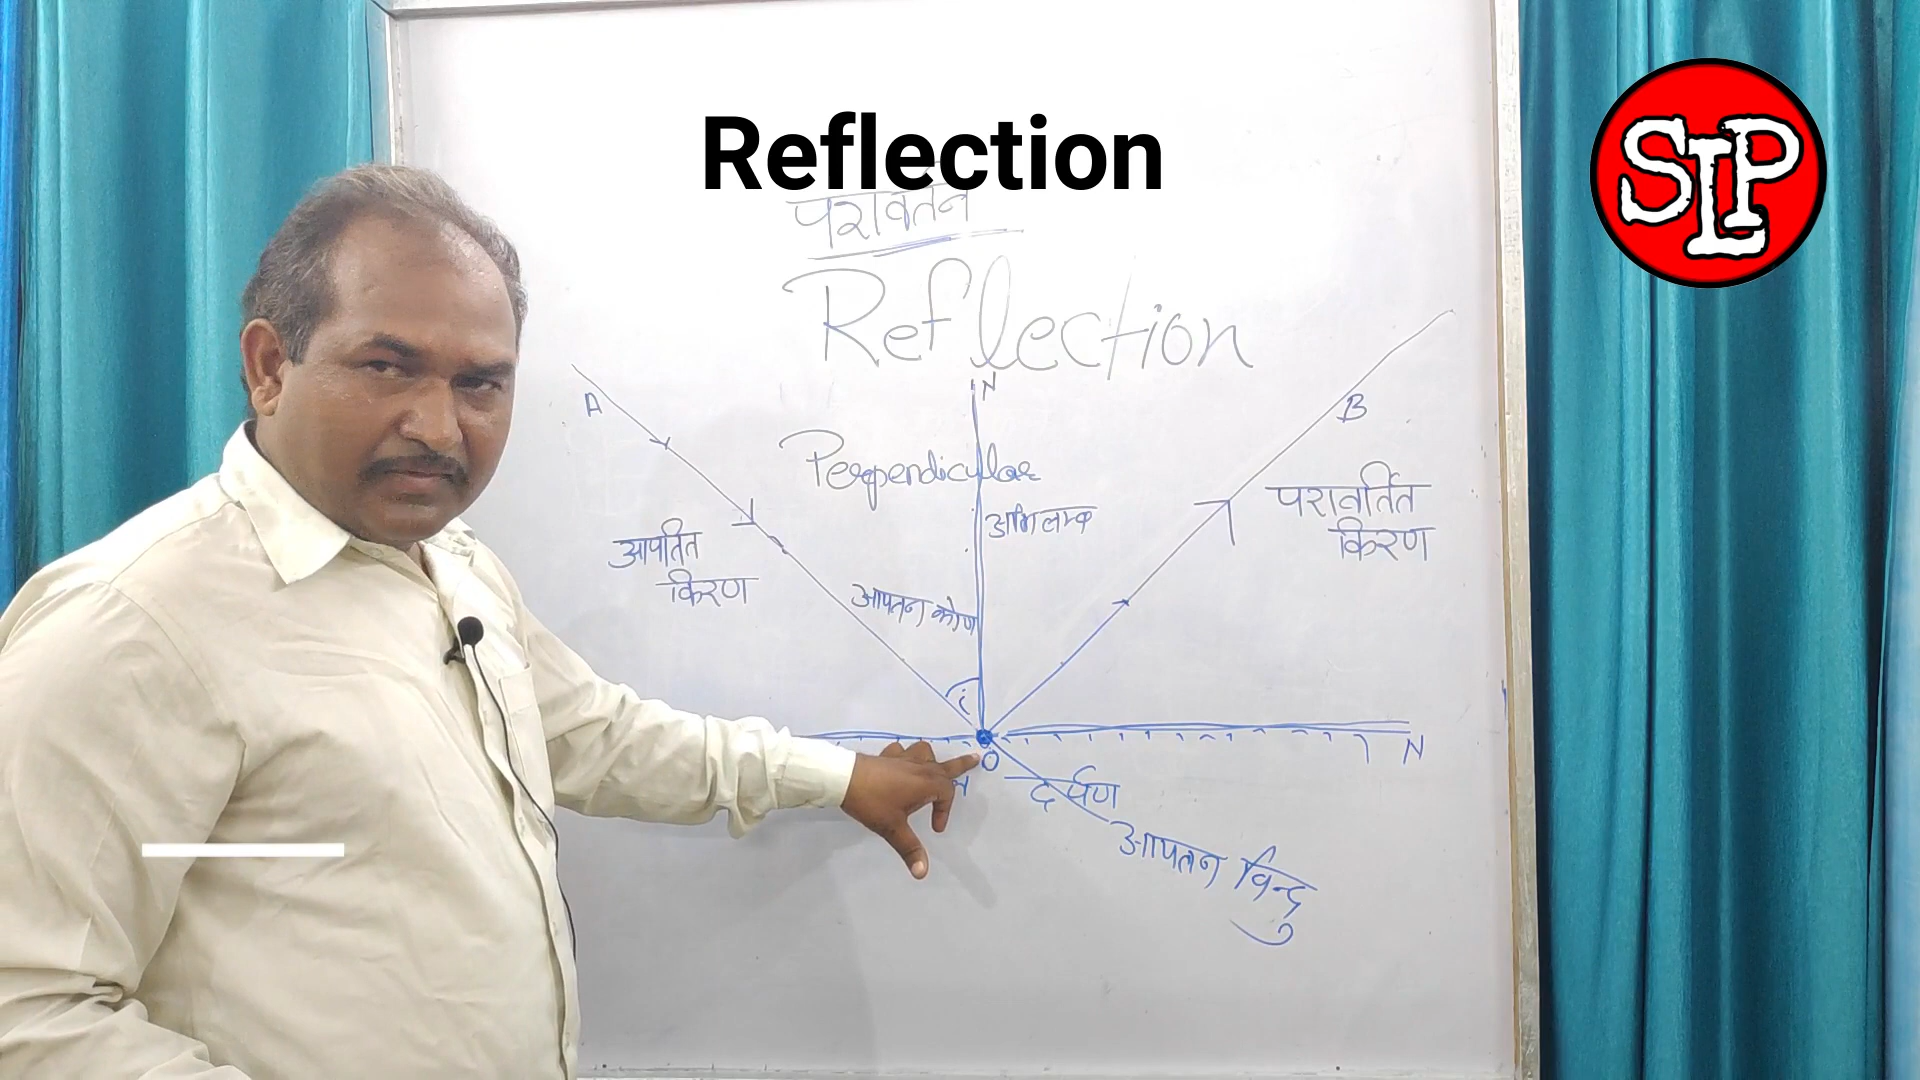 Reflection
SLP
परावर्तन
Reflection
N
A
B
Perpendicular
अभिलम्ब
परावर्तित
किरण
आपतित
किरण
आपतन कोण
i
O
N
दर्पण
आपतन विन्दु